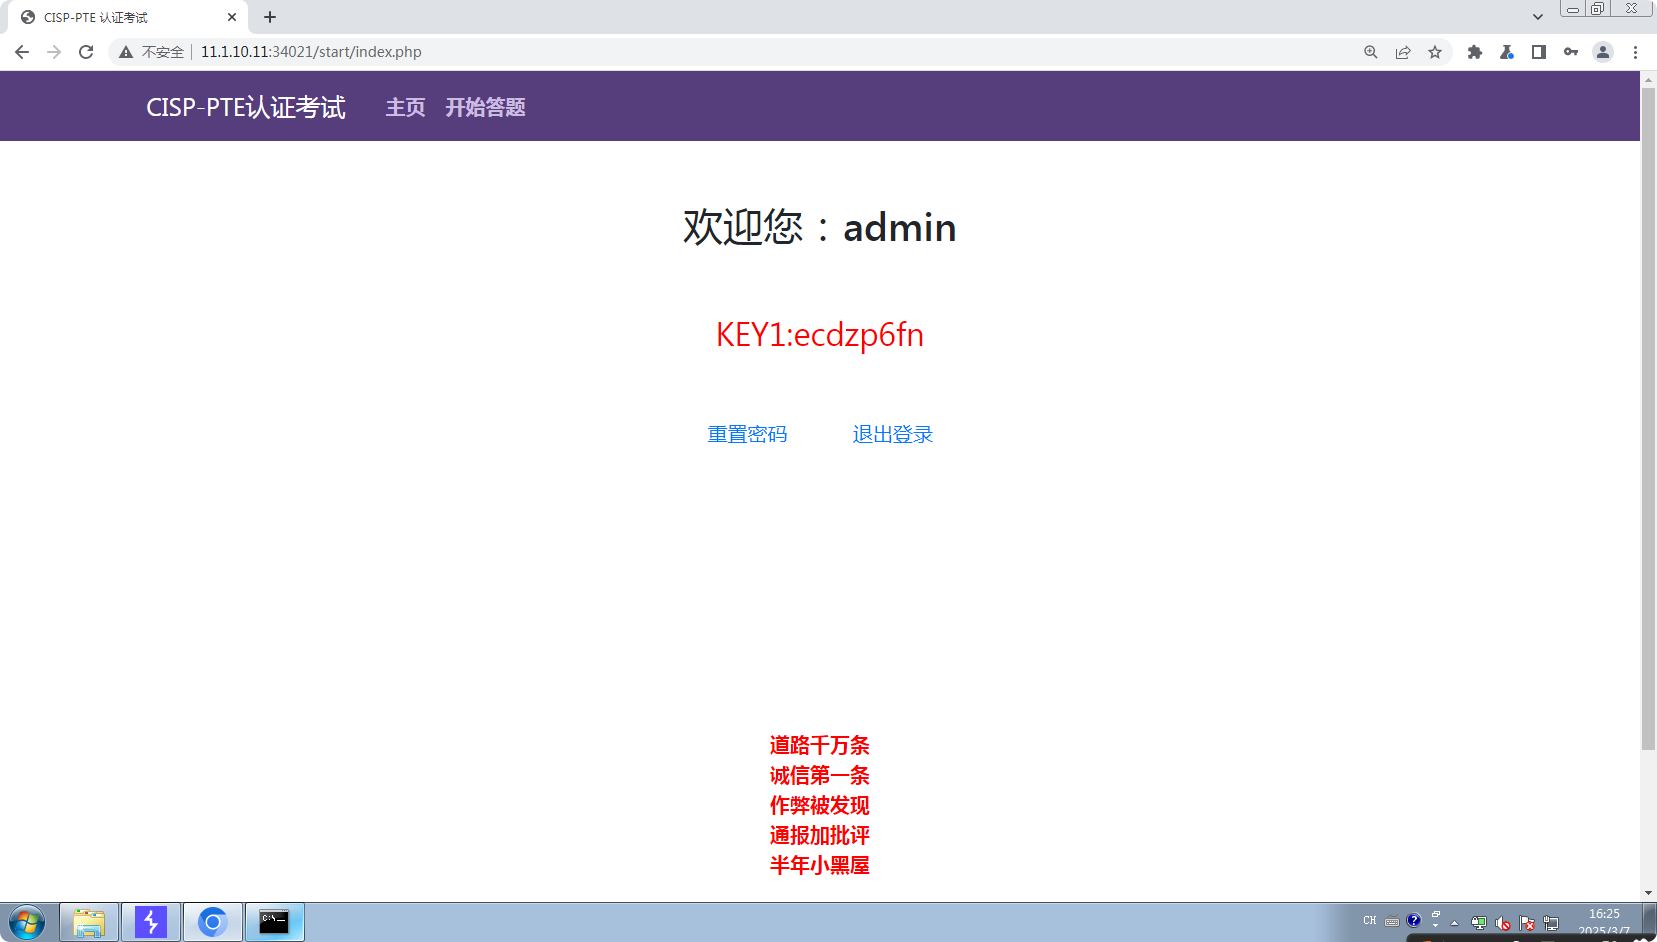 CISP-PTE 认证考试
不安全 11.1.10.11:34021/start/index.php
CISP-PTE认证考试 主页 开始答题
欢迎您：admin
KEY1:ecdzp6fn
重置密码 退出登录
道路千万条
诚信第一条
作弊被发现
通报加批评
半年小黑屋
C:\.
CH
16:25
2025/3/7